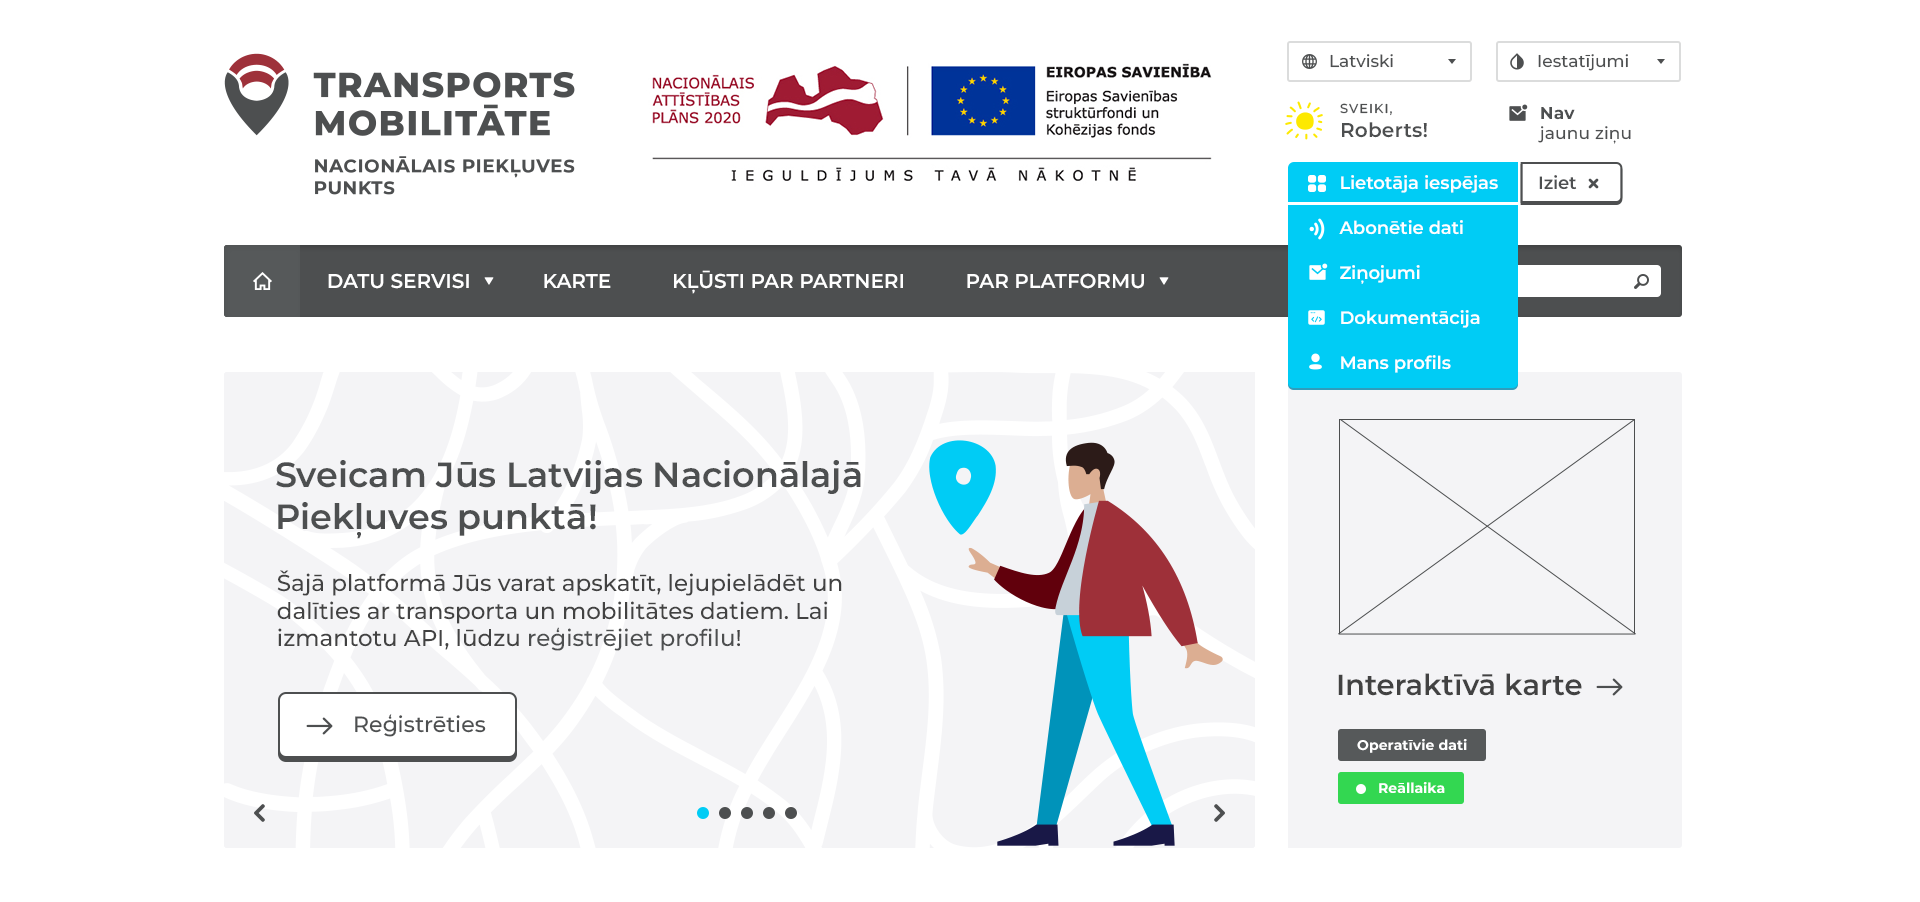 TRANSPORTS
MOBILITĀTE
NACIONĀLAIS PIEKĻUVES
PUNKTS
NACIONĀLAIS
ATTĪSTĪBAS
PLĀNS 2020
EIROPAS SAVIENĪBA
Eiropas Savienības
struktūrfondi un
Kohēzijas fonds
IEGULDĪJUMS TAVĀ NĀKOTNĒ
Latviski
Iestatījumi
SVEIKI,
Roberts!
Nav
jaunu ziņu
Lietotāja iespējas
Iziet
Abonētie dati
Ziņojumi
Dokumentācija
Mans profils
DATU SERVISI
KARTE
KĻŪSTI PAR PARTNERI
PAR PLATFORMU
Sveicam Jūs Latvijas Nacionālajā
Piekļuves punktā!
Šajā platformā Jūs varat apskatīt, lejupielādēt un
dalīties ar transporta un mobilitātes datiem. Lai
izmantotu API, lūdzu reģistrējiet profilu!
Reģistrēties
Interaktīvā karte
Operatīvie dati
Reāllaika